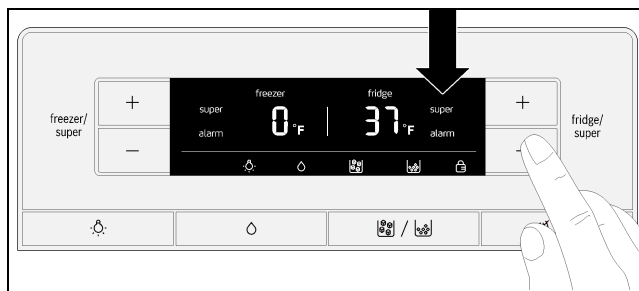 freezer
fridge
super
0°F
37°F
super
alarm
alarm
freezer/
super
+
−
+
−
fridge/
super
/